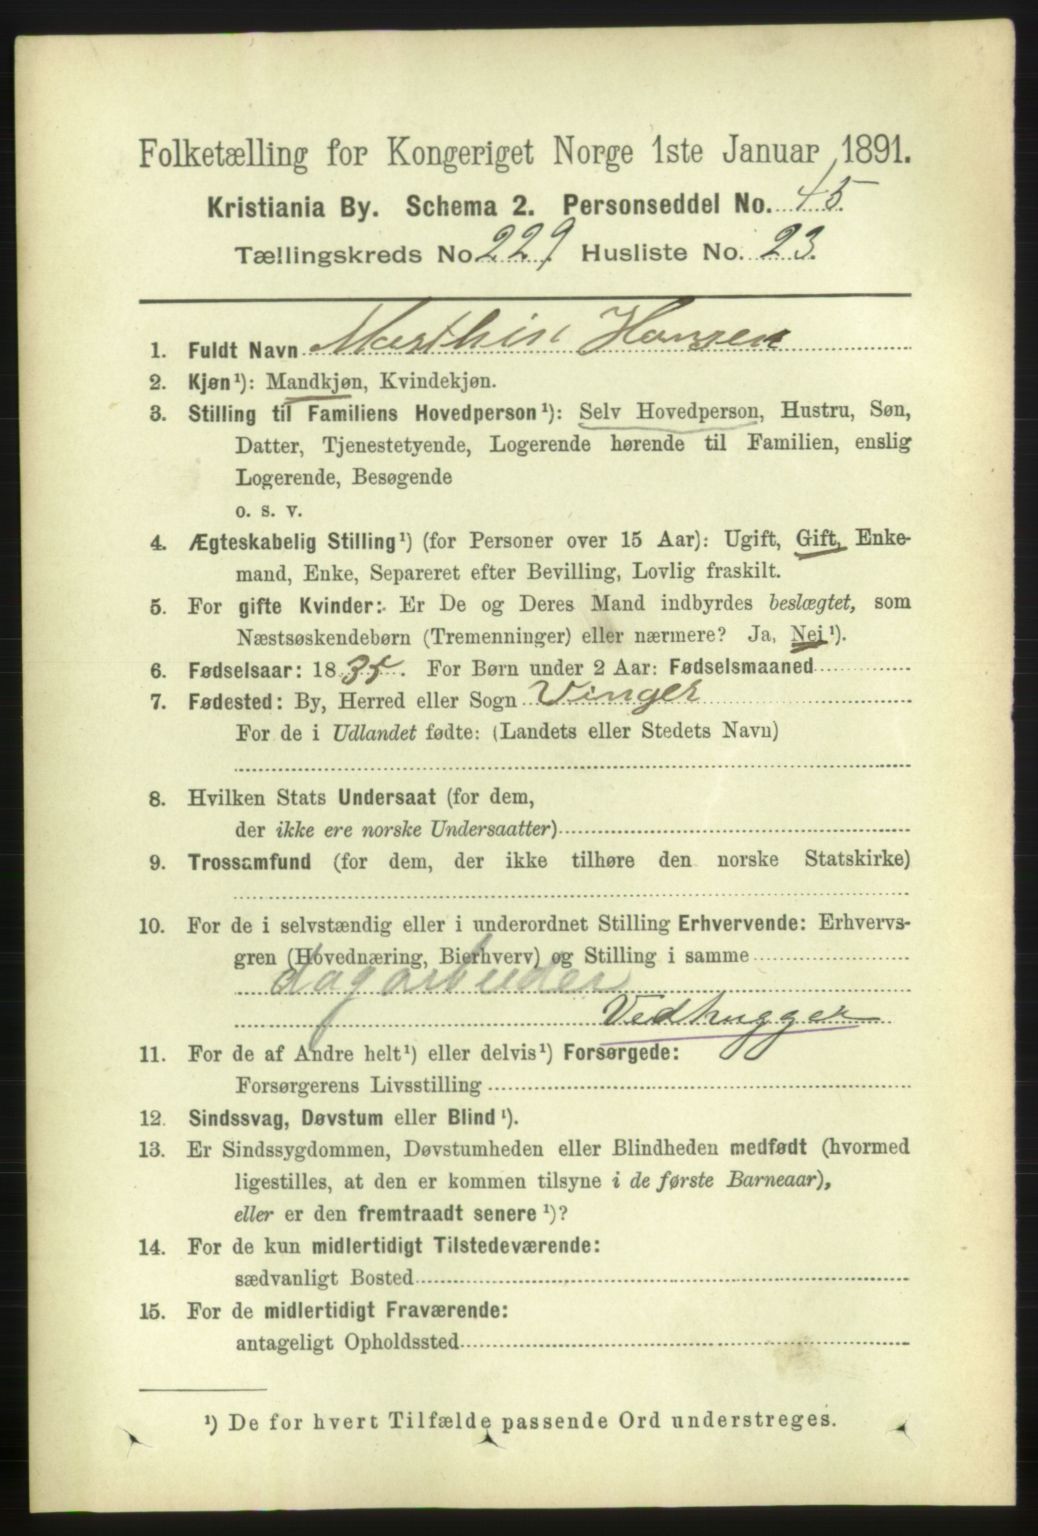 Folketælling for Kongeriget Norge 1ste Januar 1891.
Kristiania By. Schema 2. Personseddel No. 45.
Tællingskreds No. 229. Husliste No. 23.
1. Fuldt Navn Marthin Hansen
2. Kjøn¹): Mandkjøn, Kvindekjøn.
3. Stilling til Familiens Hovedperson¹): Selv Hovedperson, Hustru, Søn,
Datter, Tjenestetyende, Logerende hørende til Familien, enslig
Logerende, Besøgende
o. s. v.
4. Ægteskabelig Stilling¹) (for Personer over 15 Aar): Ugift, Gift, Enke-
mand, Enke, Separeret efter Bevilling, Lovlig fraskilt.
5. For gifte Kvinder: Er De og Deres Mand indbyrdes beslægtet, som
Næstsøskendebørn (Tremenninger) eller nærmere? Ja, Nei¹).
6. Fødselsaar: 1835. For Børn under 2 Aar: Fødselsmaaned
7. Fødested: By, Herred eller Sogn Vinger
For de i Udlandet fødte: (Landets eller Stedets Navn)
8. Hvilken Stats Undersaat (for dem,
der ikke ere norske Undersaatter)
9. Trossamfund (for dem, der ikke tilhøre den norske Statskirke)
10. For de i selvstændig eller i underordnet Stilling Erhvervende: Erhvervs-
gren (Hovednæring, Bierhverv) og Stilling i samme
dagarbeider
Vedhugger
11. For de af Andre helt¹) eller delvis¹) Forsørgede:
Forsørgerens Livsstilling
12. Sindssvag, Døvstum eller Blind¹).
13. Er Sindssygdommen, Døvstumheden eller Blindheden medfødt (hvormed
ligestilles, at den er kommen tilsyne i de første Barneaar),
eller er den fremtraadt senere¹)?
14. For de kun midlertidigt Tilstedeværende:
sædvanligt Bosted
15. For de midlertidigt Fraværende:
antageligt Opholdssted
¹) De for hvert Tilfælde passende Ord understreges.